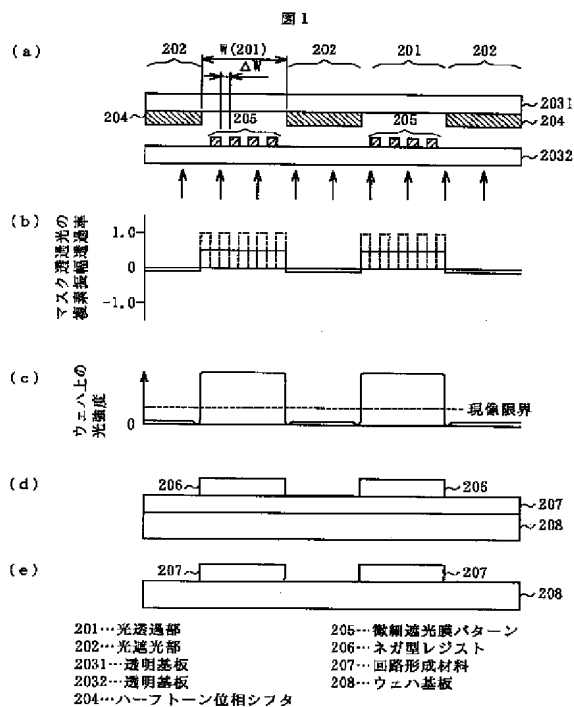 図1
(a)
202 W(201) 202 201 202
ΔW
2031
204 205 205 204
2032
(b)
マスク透過光の
複素振幅透過率
1.0
0
-1.0
(c)
ウェハ上の
光強度
現像限界
0
(d)
206 206
207
208
(e)
207 207
208
201…光透過部
202…光遮光部
2031…透明基板
2032…透明基板
204…ハーフトーン位相シフタ
205…微細遮光膜パターン
206…ネガ型レジスト
207…回路形成材料
208…ウェハ基板